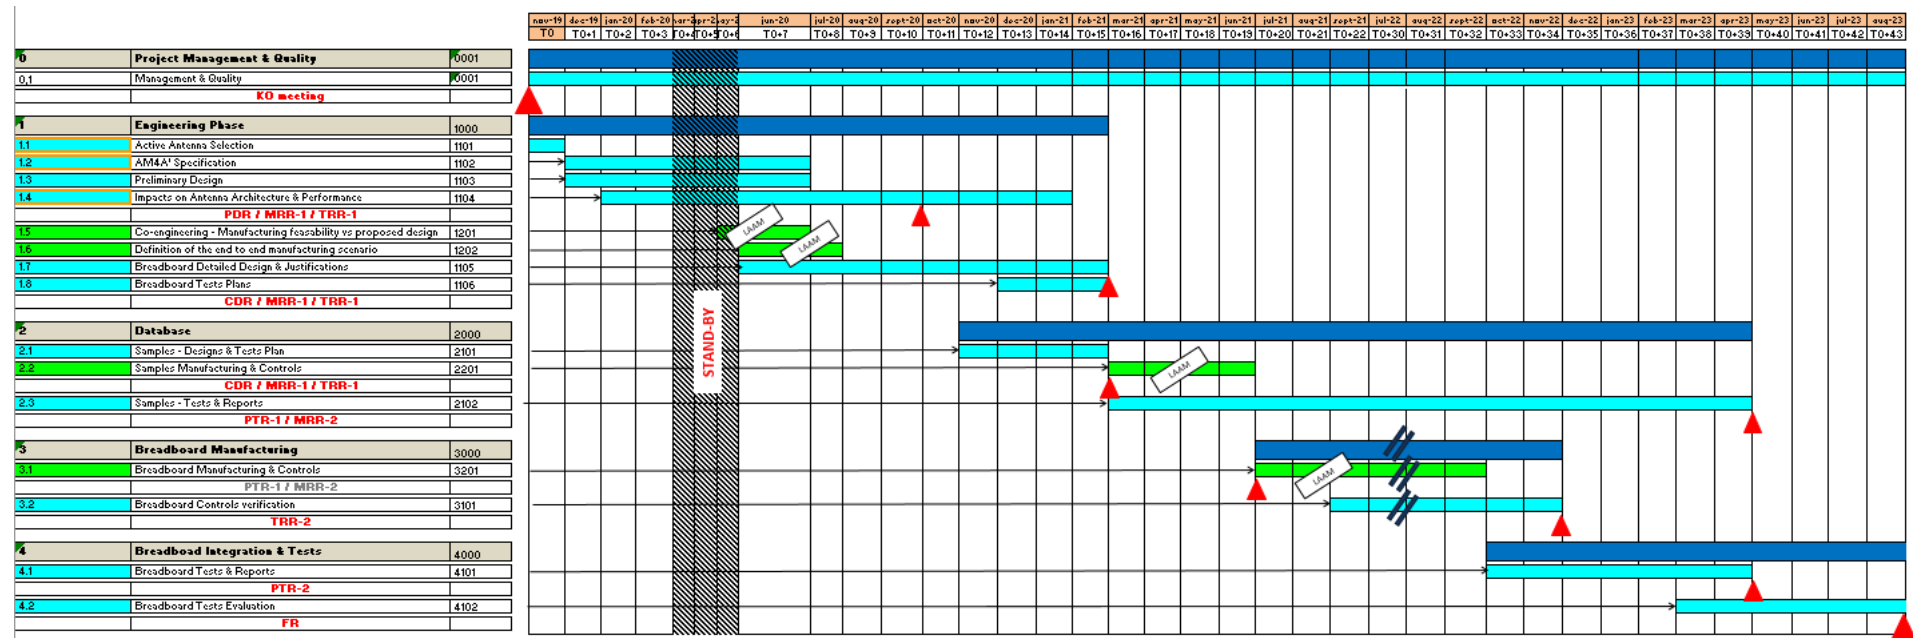 nov-19 dec-19 jan-20 feb-20 jun-20 jul-20 aug-20 sept-20 oct-20 nov-20 dec-20 jan-21 feb-21 mar-21 apr-21 may-21 jun-21 jul-21 aug-21 sept-21 jul-22 aug-22 sept-22 oct-22 nov-22 dec-22 jan-23 feb-23 mar-23 apr-23 may-23 jun-23 jul-23 aug-23
T0 T0+1 T0+2 T0+3 T0+7 T0+8 T0+9 T0+10 T0+11 T0+12 T0+13 T0+14 T0+15 T0+16 T0+17 T0+18 T0+19 T0+20 T0+21 T0+22 T0+31 T0+31 T0+32 T0+33 T0+34 T0+35 T0+36 T0+37 T0+38 T0+39 T0+40 T0+41 T0+42 T0+43
0 Project Management & Quality 0001
0,1 Management & Quality 0001
KO meeting
1 Engineering Phase 1000
1.1 Active Antenna Selection 1101
1.2 AM4A' Specification 1102
1.3 Preliminary Design 1103
1.4 Impacts on Antenna Architecture & Performance 1104
PDR / MRR-1 / TRR-1
1.5 Co-engineering - Manufacturing feasability vs proposed design 1201
LAAM
1.6 Definition of the end to end manufacturing scenario 1202
LAAM
1.7 Breadboard Detailed Design & Justifications 1105
1.8 Breadboard Tests Plans 1106
CDR / MRR-1 / TRR-1
STAND-BY
2 Database 2000
2.1 Samples - Designs & Tests Plan 2101
2.2 Samples Manufacturing & Controls 2201
LAAM
CDR / MRR-1 / TRR-1
2.3 Samples - Tests & Reports 2102
PTR-1 / MRR-2
3 Breadboard Manufacturing 3000
3.1 Breadboard Manufacturing & Controls 3201
LAAM
PTR-1 / MRR-2
3.2 Breadboard Controls verification 3101
TRR-2
4 Breadboad Integration & Tests 4000
4.1 Breadboard Tests & Reports 4101
PTR-2
4.2 Breadboard Tests Evaluation 4102
FR